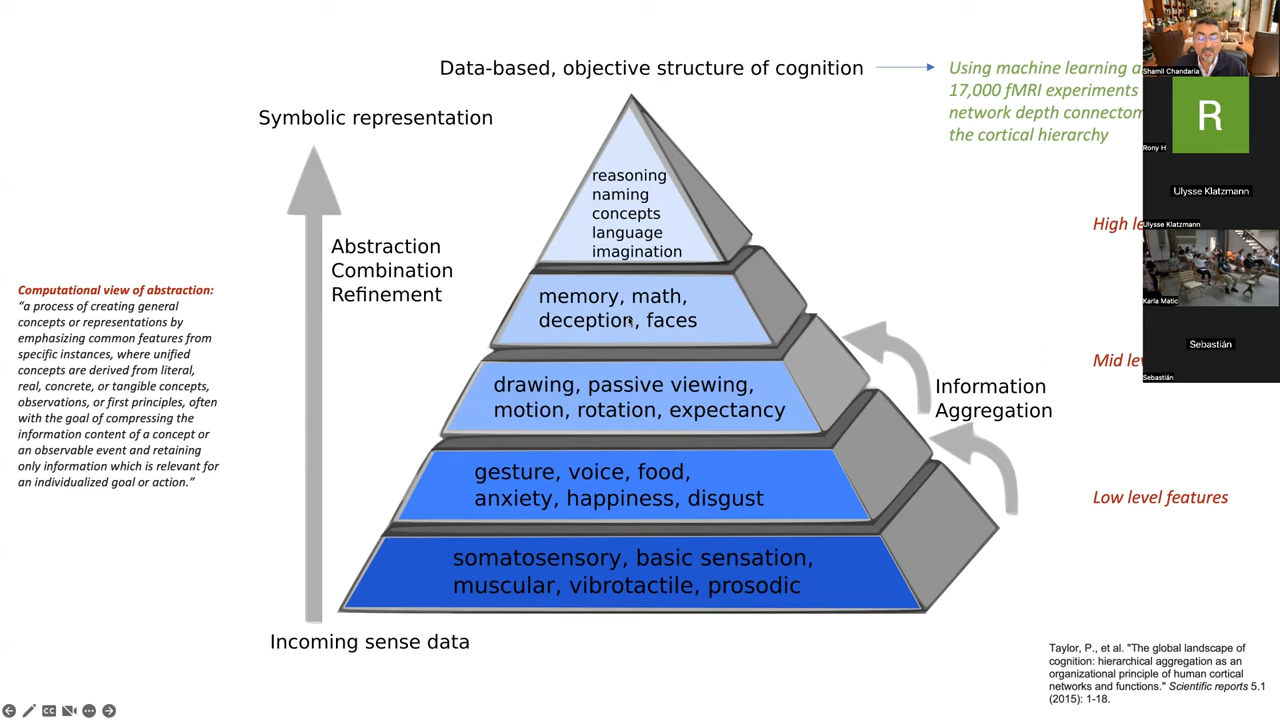 Data-based, objective structure of cognition
Using machine learning a
17,000 fMRI experiments
network depth connectom
the cortical hierarchy
Symbolic representation
reasoning
naming
concepts
language
imagination
Abstraction
Combination
Refinement
memory, math,
deception, faces
drawing, passive viewing,
motion, rotation, expectancy
gesture, voice, food,
anxiety, happiness, disgust
somatosensory, basic sensation,
muscular, vibrotactile, prosodic
Incoming sense data
Information
Aggregation
Computational view of abstraction:
“a process of creating general
concepts or representations by
emphasizing common features from
specific instances, where unified
concepts are derived from literal,
real, concrete, or tangible concepts,
observations, or first principles, often
with the goal of compressing the
information content of a concept or
an observable event and retaining
only information which is relevant for
an individualized goal or action.”
High le
Mid lev
Low level features
Taylor, P., et al. "The global landscape of
cognition: hierarchical aggregation as an
organizational principle of human cortical
networks and functions." Scientific reports 5.1
(2015): 1-18.
Shamil Chandaria
R
Rony H
Ulysse Klatzmann
Ulysse Klatzmann
Karla Matic
Sebastián
Sebastián
CC